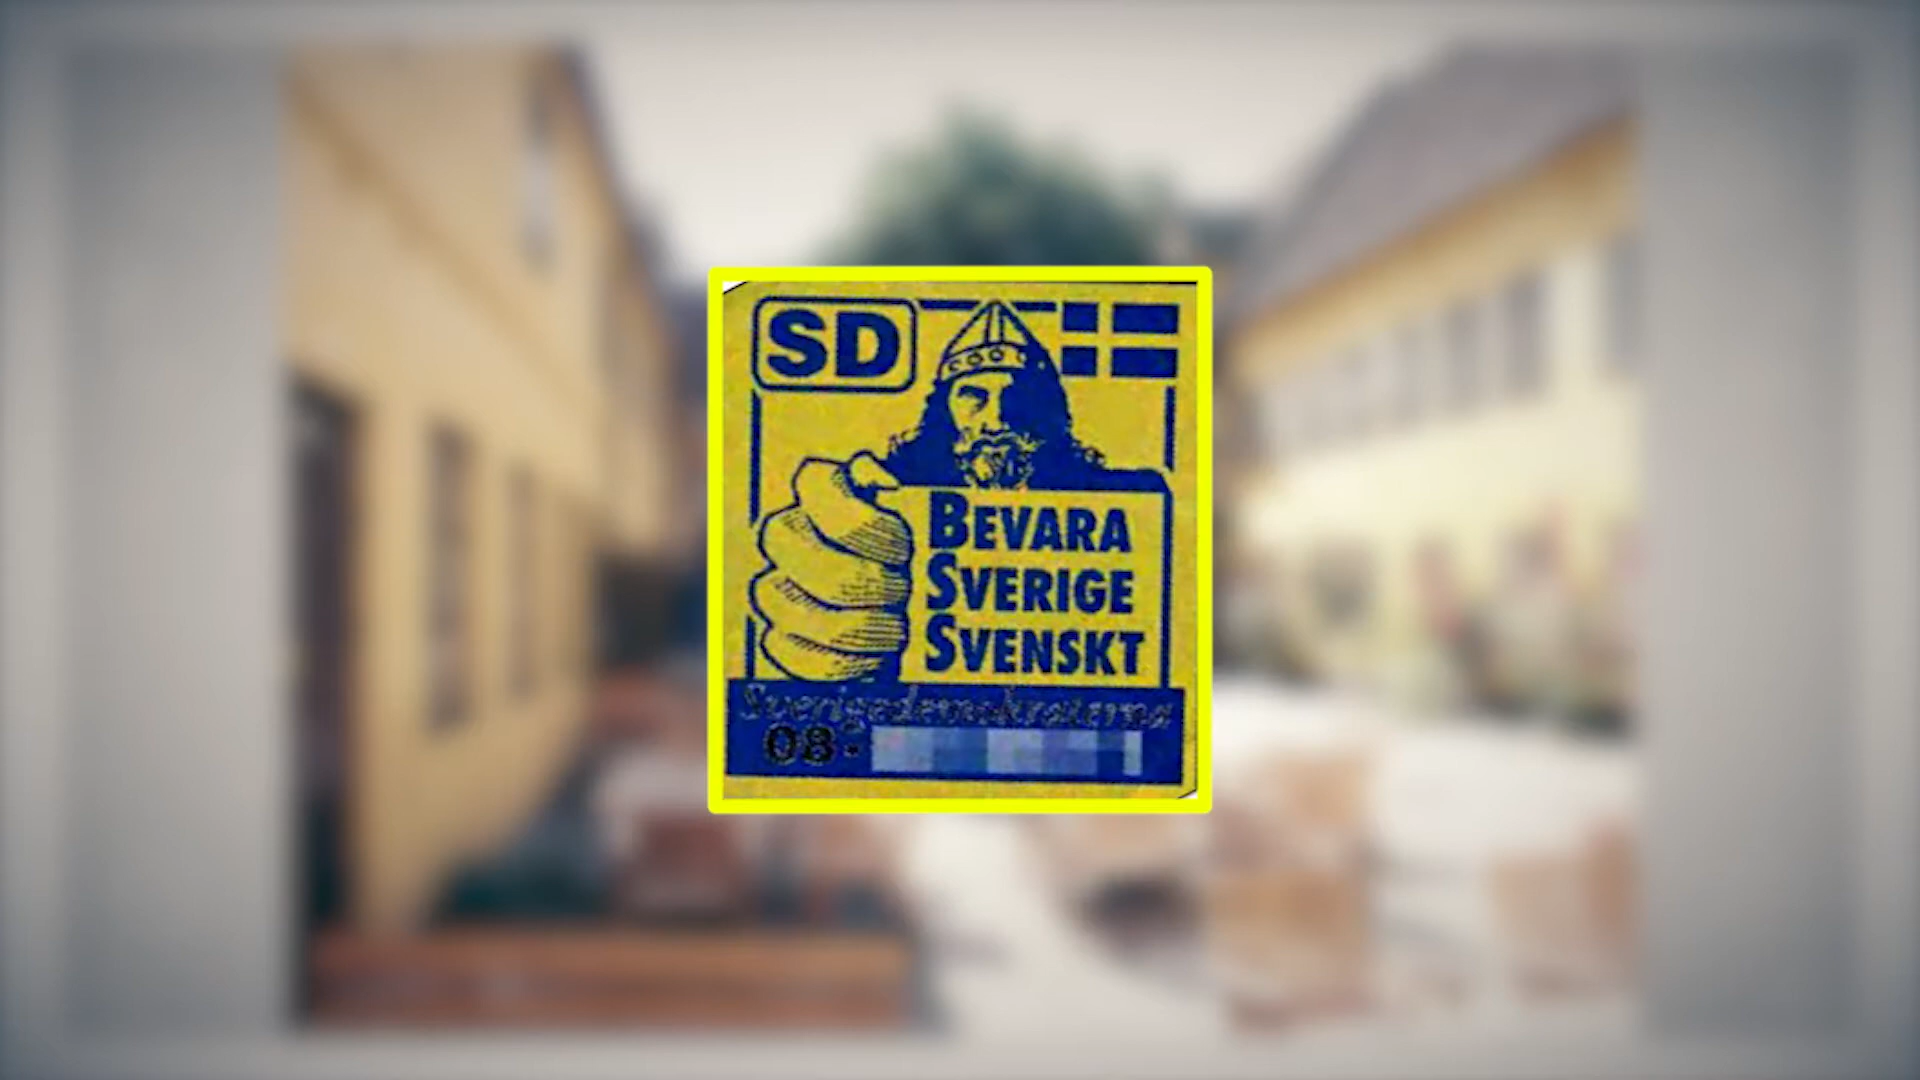 SD
BEVARA
SVERIGE
SVENSKT
Sverigedemokraterna
08-